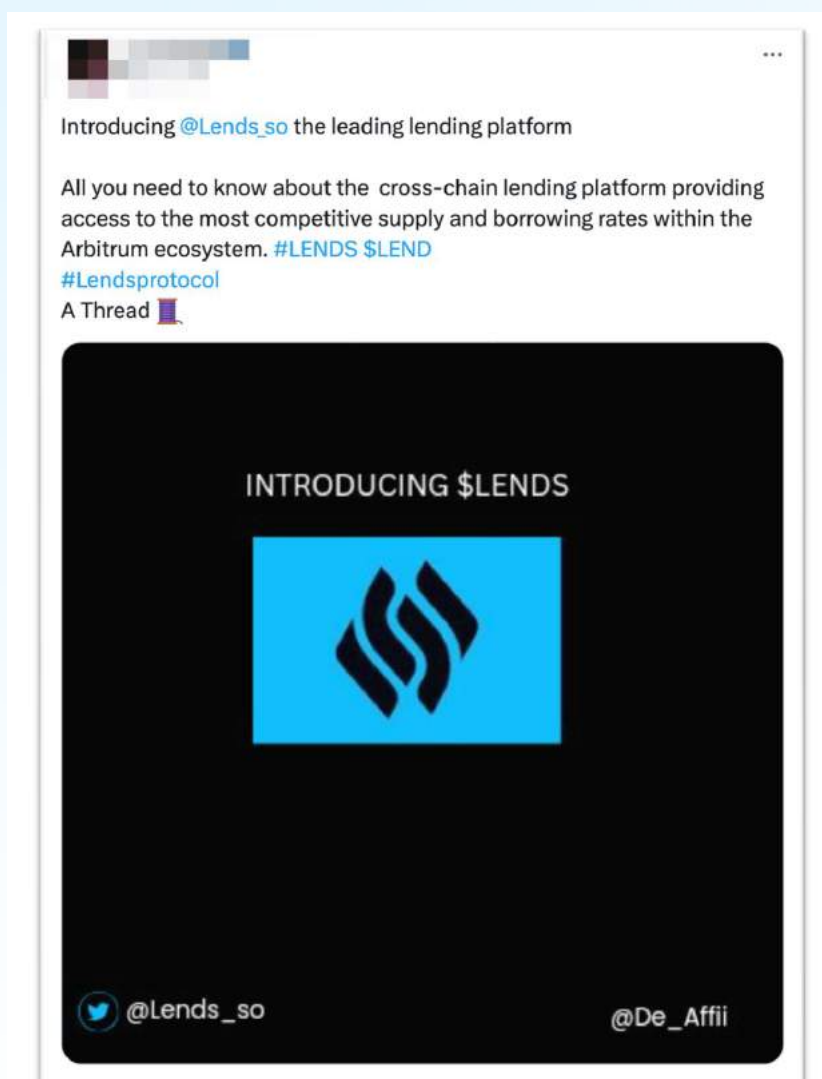 Introducing @Lends_so the leading lending platform
All you need to know about the cross-chain lending platform providing
access to the most competitive supply and borrowing rates within the
Arbitrum ecosystem. #LENDS $LEND
#Lendsprotocol
A Thread 🧵
INTRODUCING $LENDS
@Lends_so
@De_Affii